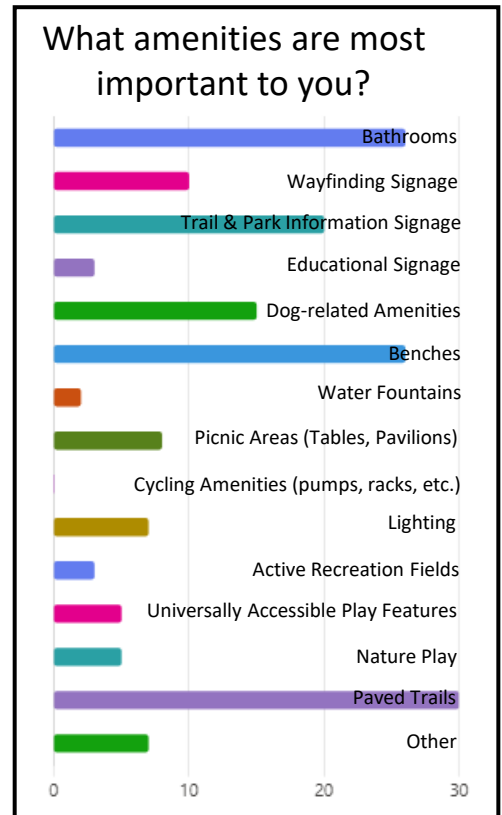 What amenities are most
important to you?
Bathrooms
Wayfinding Signage
Trail & Park Information Signage
Educational Signage
Dog-related Amenities
Benches
Water Fountains
Picnic Areas (Tables, Pavilions)
Cycling Amenities (pumps, racks, etc.)
Lighting
Active Recreation Fields
Universally Accessible Play Features
Nature Play
Paved Trails
Other
0 10 20 30